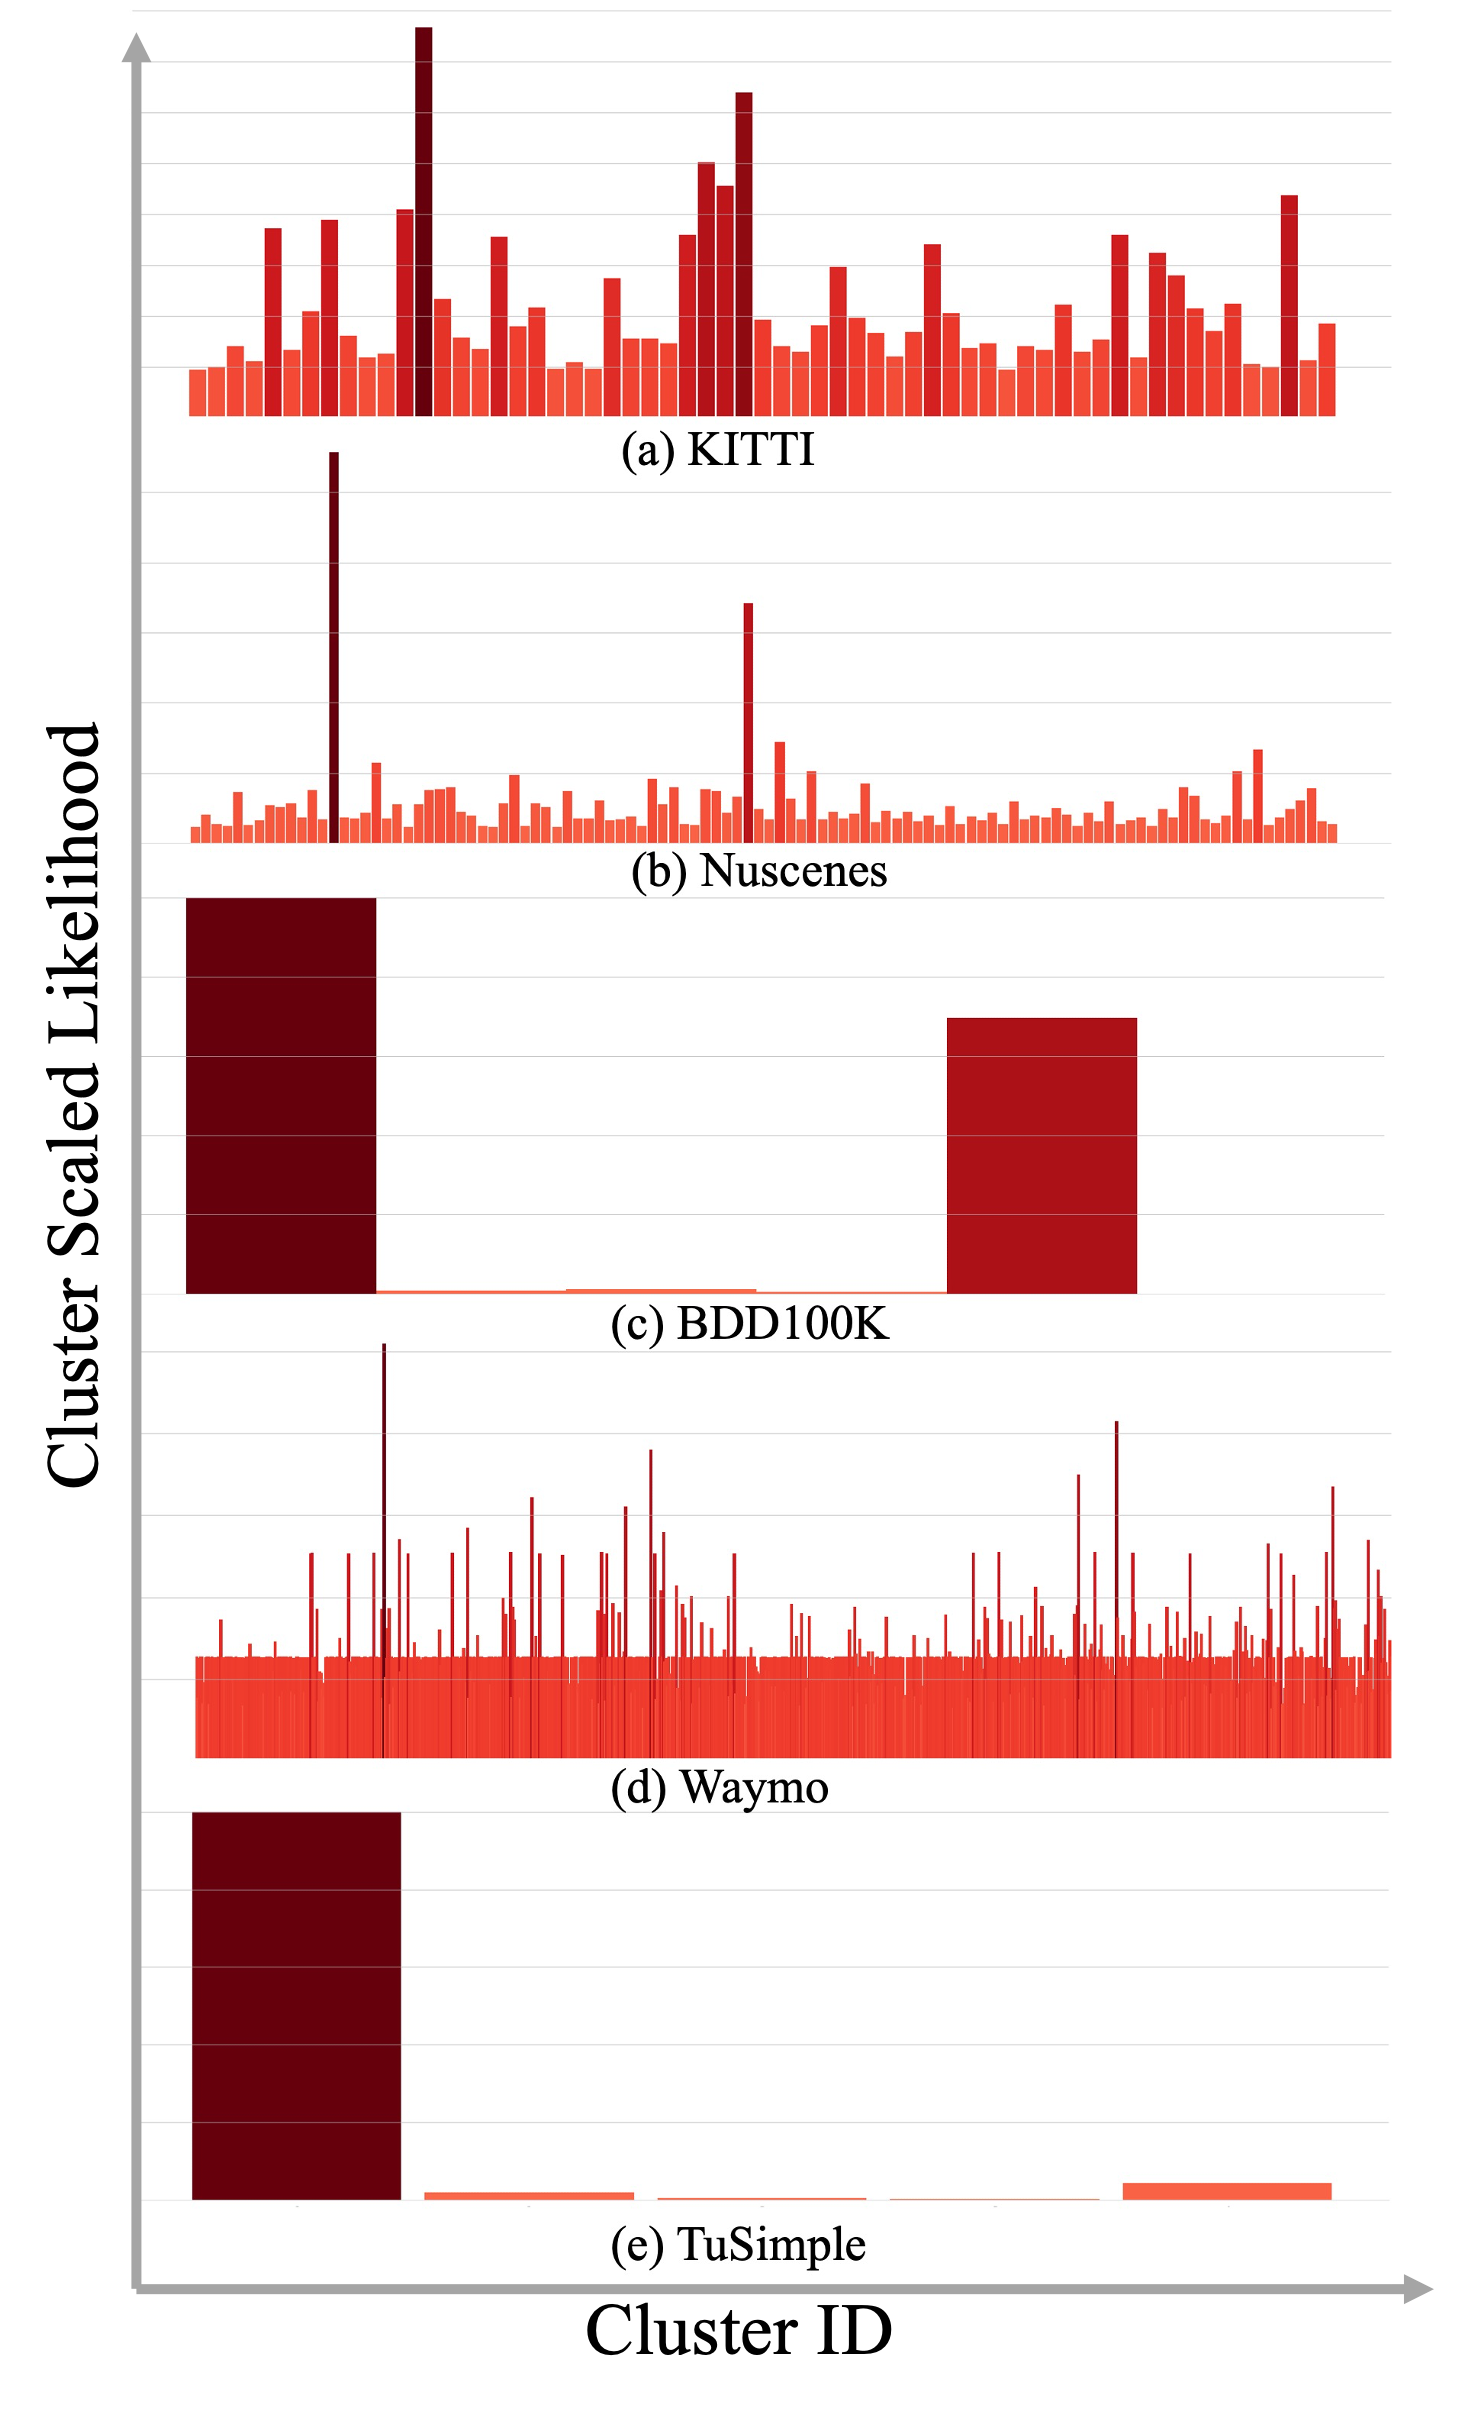 Cluster Scaled Likelihood
(a) KITTI
(b) Nuscenes
(c) BDD100K
(d) Waymo
(e) TuSimple
Cluster ID